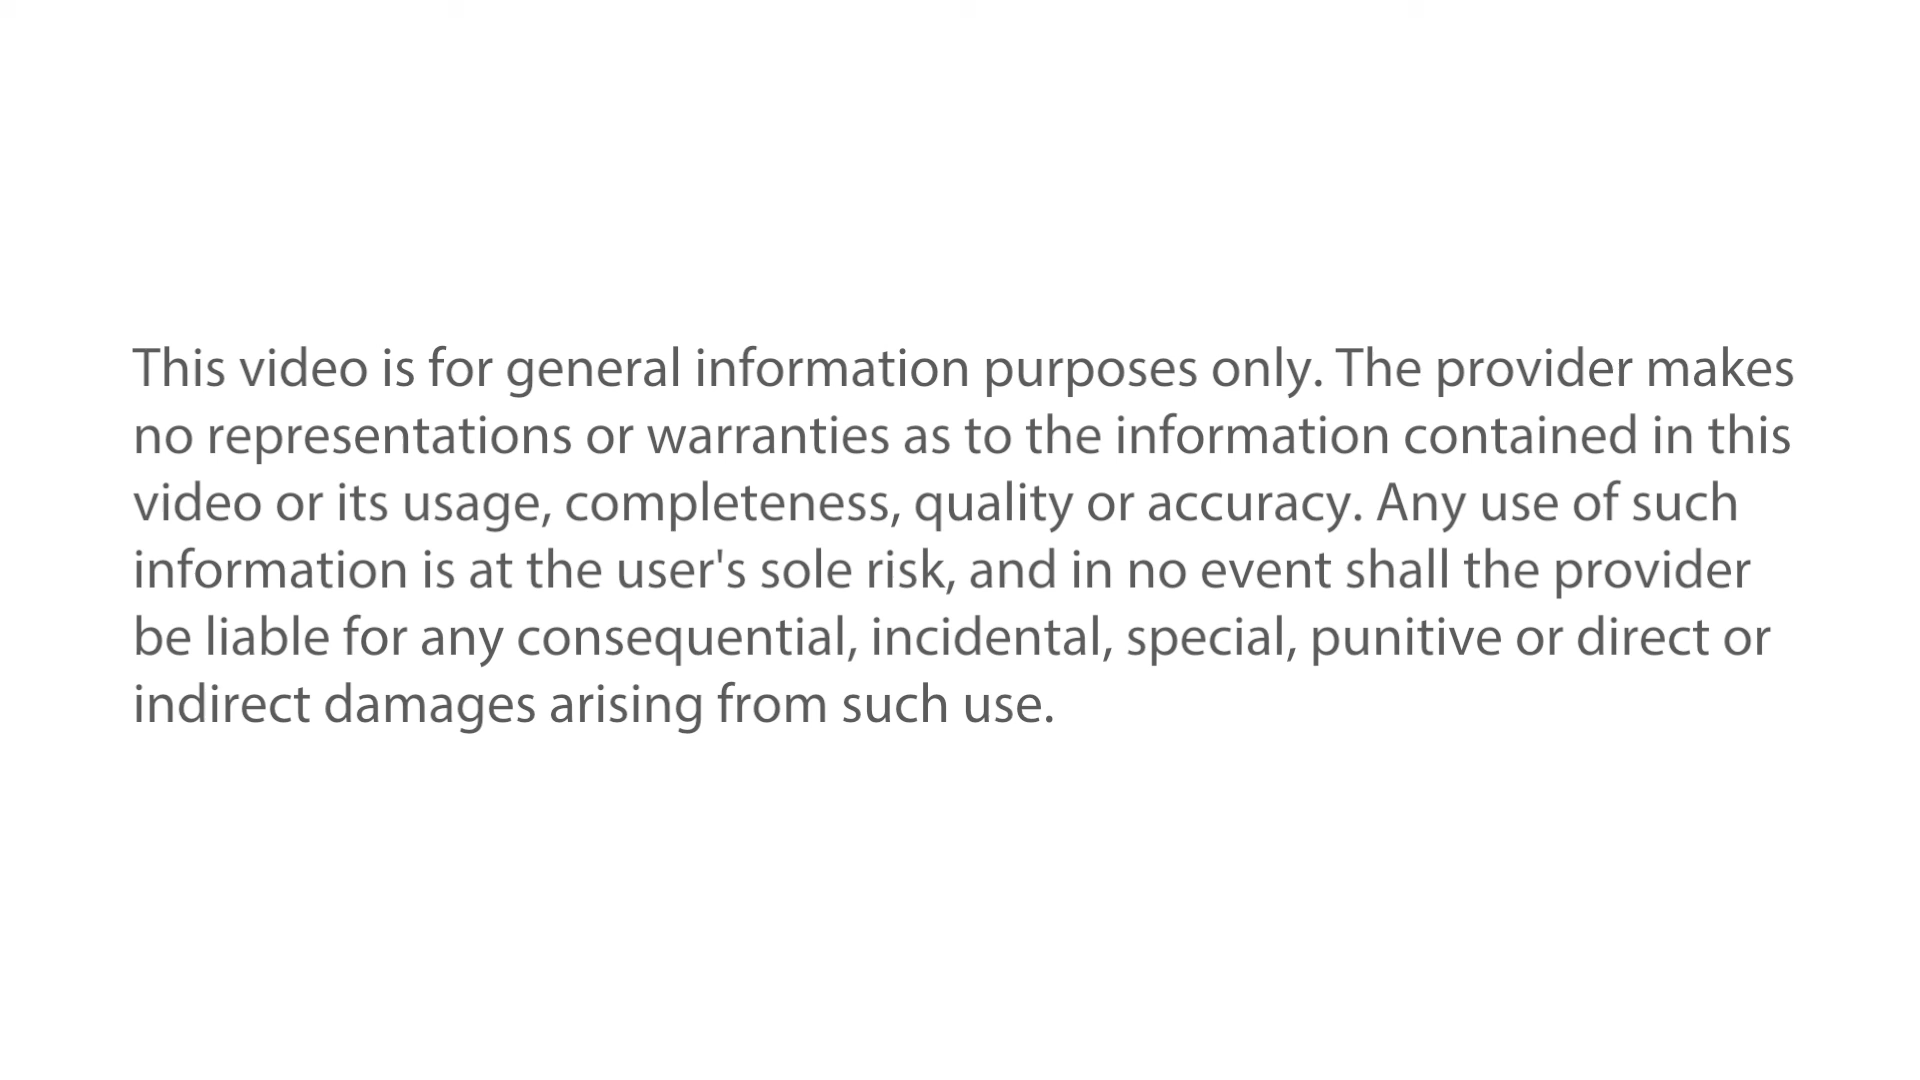 This video is for general information purposes only. The provider makes
no representations or warranties as to the information contained in this
video or its usage, completeness, quality or accuracy. Any use of such
information is at the user's sole risk, and in no event shall the provider
be liable for any consequential, incidental, special, punitive or direct or
indirect damages arising from such use.